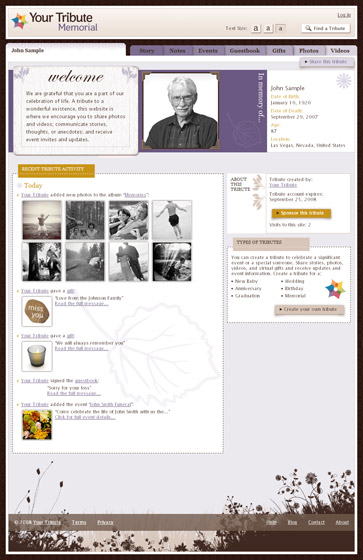 Your Tribute
Memorial
Log In
Text Size: a a a
Find a Tribute
John Sample
Story Notes Events Guestbook Gifts Photos Videos
Share this tribute
welcome
We are grateful that you are a part of our
celebration of life. A tribute to a
wonderful existence, this website is
where we encourage you to share photos
and videos; communicate stories,
thoughts, or anecdotes; and receive
event invites and updates.
In memory of...
John Sample
Date of Birth:
January 19, 1920
Date of Death:
September 29, 2007
Age:
87
Location:
Las Vegas, Nevada, United States
RECENT TRIBUTE ACTIVITY
Today
Your Tribute added new photos to the album "Memories":
Your Tribute gave a gift:
miss you
"Love from the Johnson Family"
Read the full message...
Your Tribute gave a gift:
"We will always remember you"
Read the full message...
Your Tribute signed the guestbook:
"Sorry for your loss"
Read the full message...
Your Tribute added the event "John Smith Funeral":
"Come celebrate the life of John Smith with us the..."
Click for full event details...
ABOUT
THIS
TRIBUTE
Tribute created by:
Your Tribute
Tribute account expires:
September 25, 2008
Sponsor this tribute
Visits to this site: 2
TYPES OF TRIBUTES
You can create a tribute to celebrate a significant
event or a special someone. Share stories, photos,
videos, and virtual gifts and receive updates and
event information. Create a tribute for a:
• New Baby • Wedding
• Anniversary • Birthday
• Graduation • Memorial
Create your own tribute
© 2008 Your Tribute Terms Privacy
Help Blog Contact About